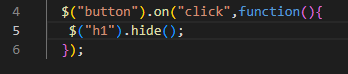 4 $("button").on("click",function(){
5 $("h1").hide();
6 });